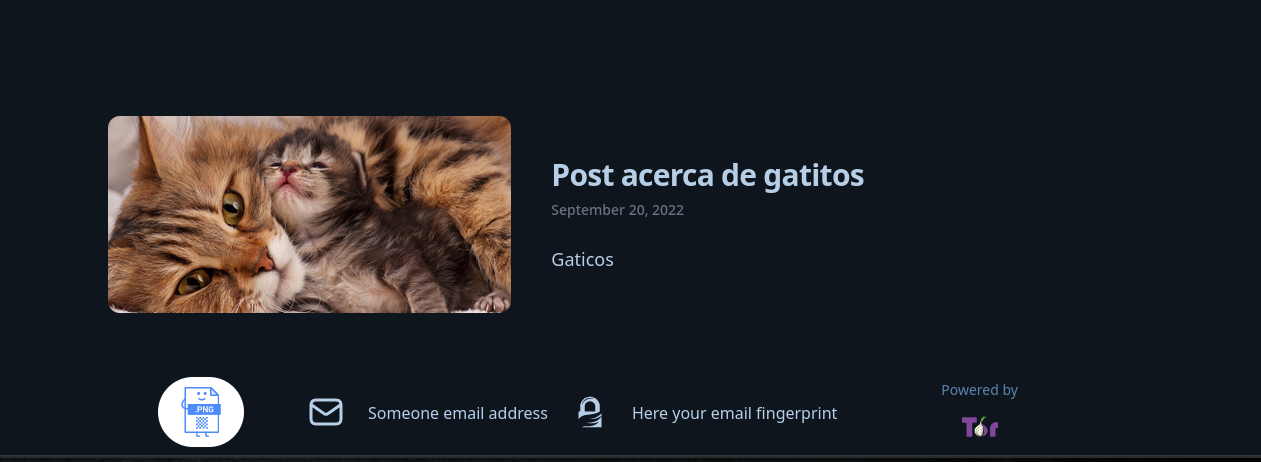 Post acerca de gatitos
September 20, 2022
Gaticos
.PNG
Someone email address
Here your email fingerprint
Powered by
Tor